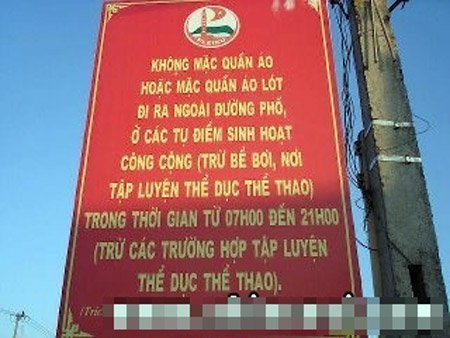 PLEIKU
KHÔNG MẶC QUẦN ÁO
HOẶC MẶC QUẦN ÁO LÓT
ĐI RA NGOÀI ĐƯỜNG PHỐ,
Ở CÁC TỤ ĐIỂM SINH HOẠT
CÔNG CỘNG (TRỪ BỂ BƠI, NƠI
TẬP LUYỆN THỂ DỤC THỂ THAO)
TRONG THỜI GIAN TỪ 07H00 ĐẾN 21H00
(TRỪ CÁC TRƯỜNG HỢP TẬP LUYỆN
THỂ DỤC THỂ THAO).